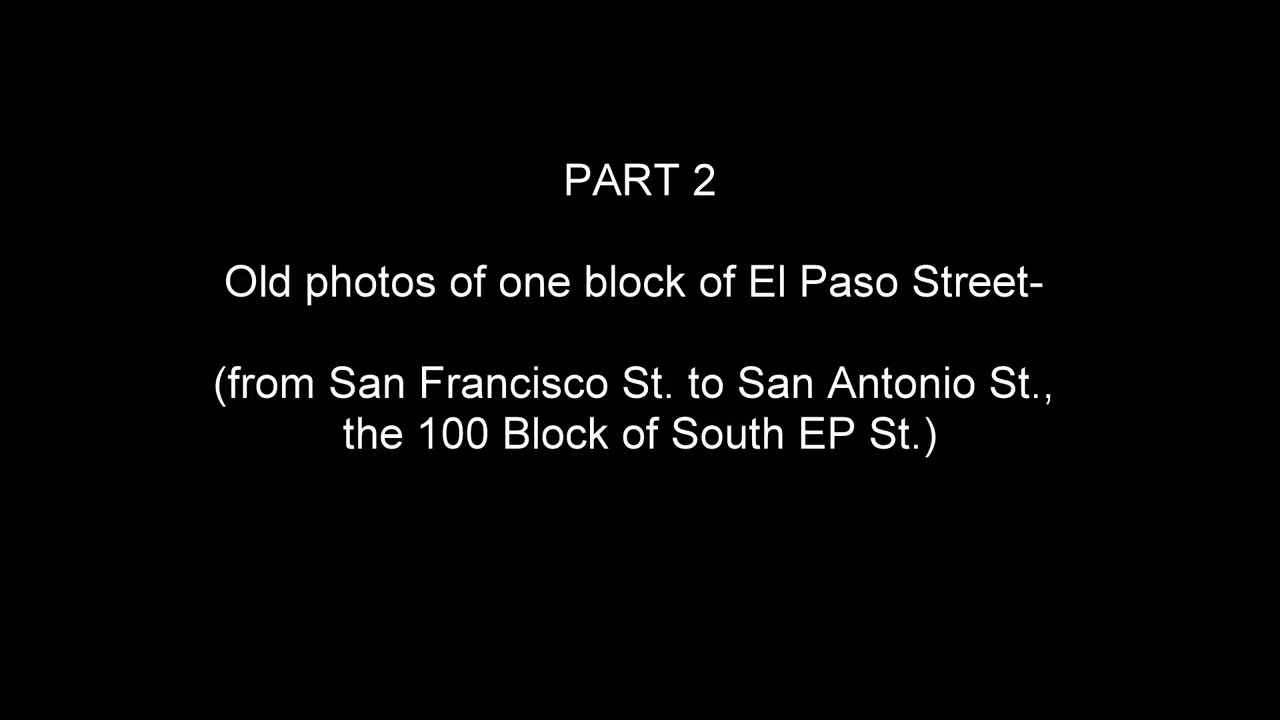 PART 2
Old photos of one block of El Paso Street-
(from San Francisco St. to San Antonio St.,
the 100 Block of South EP St.)